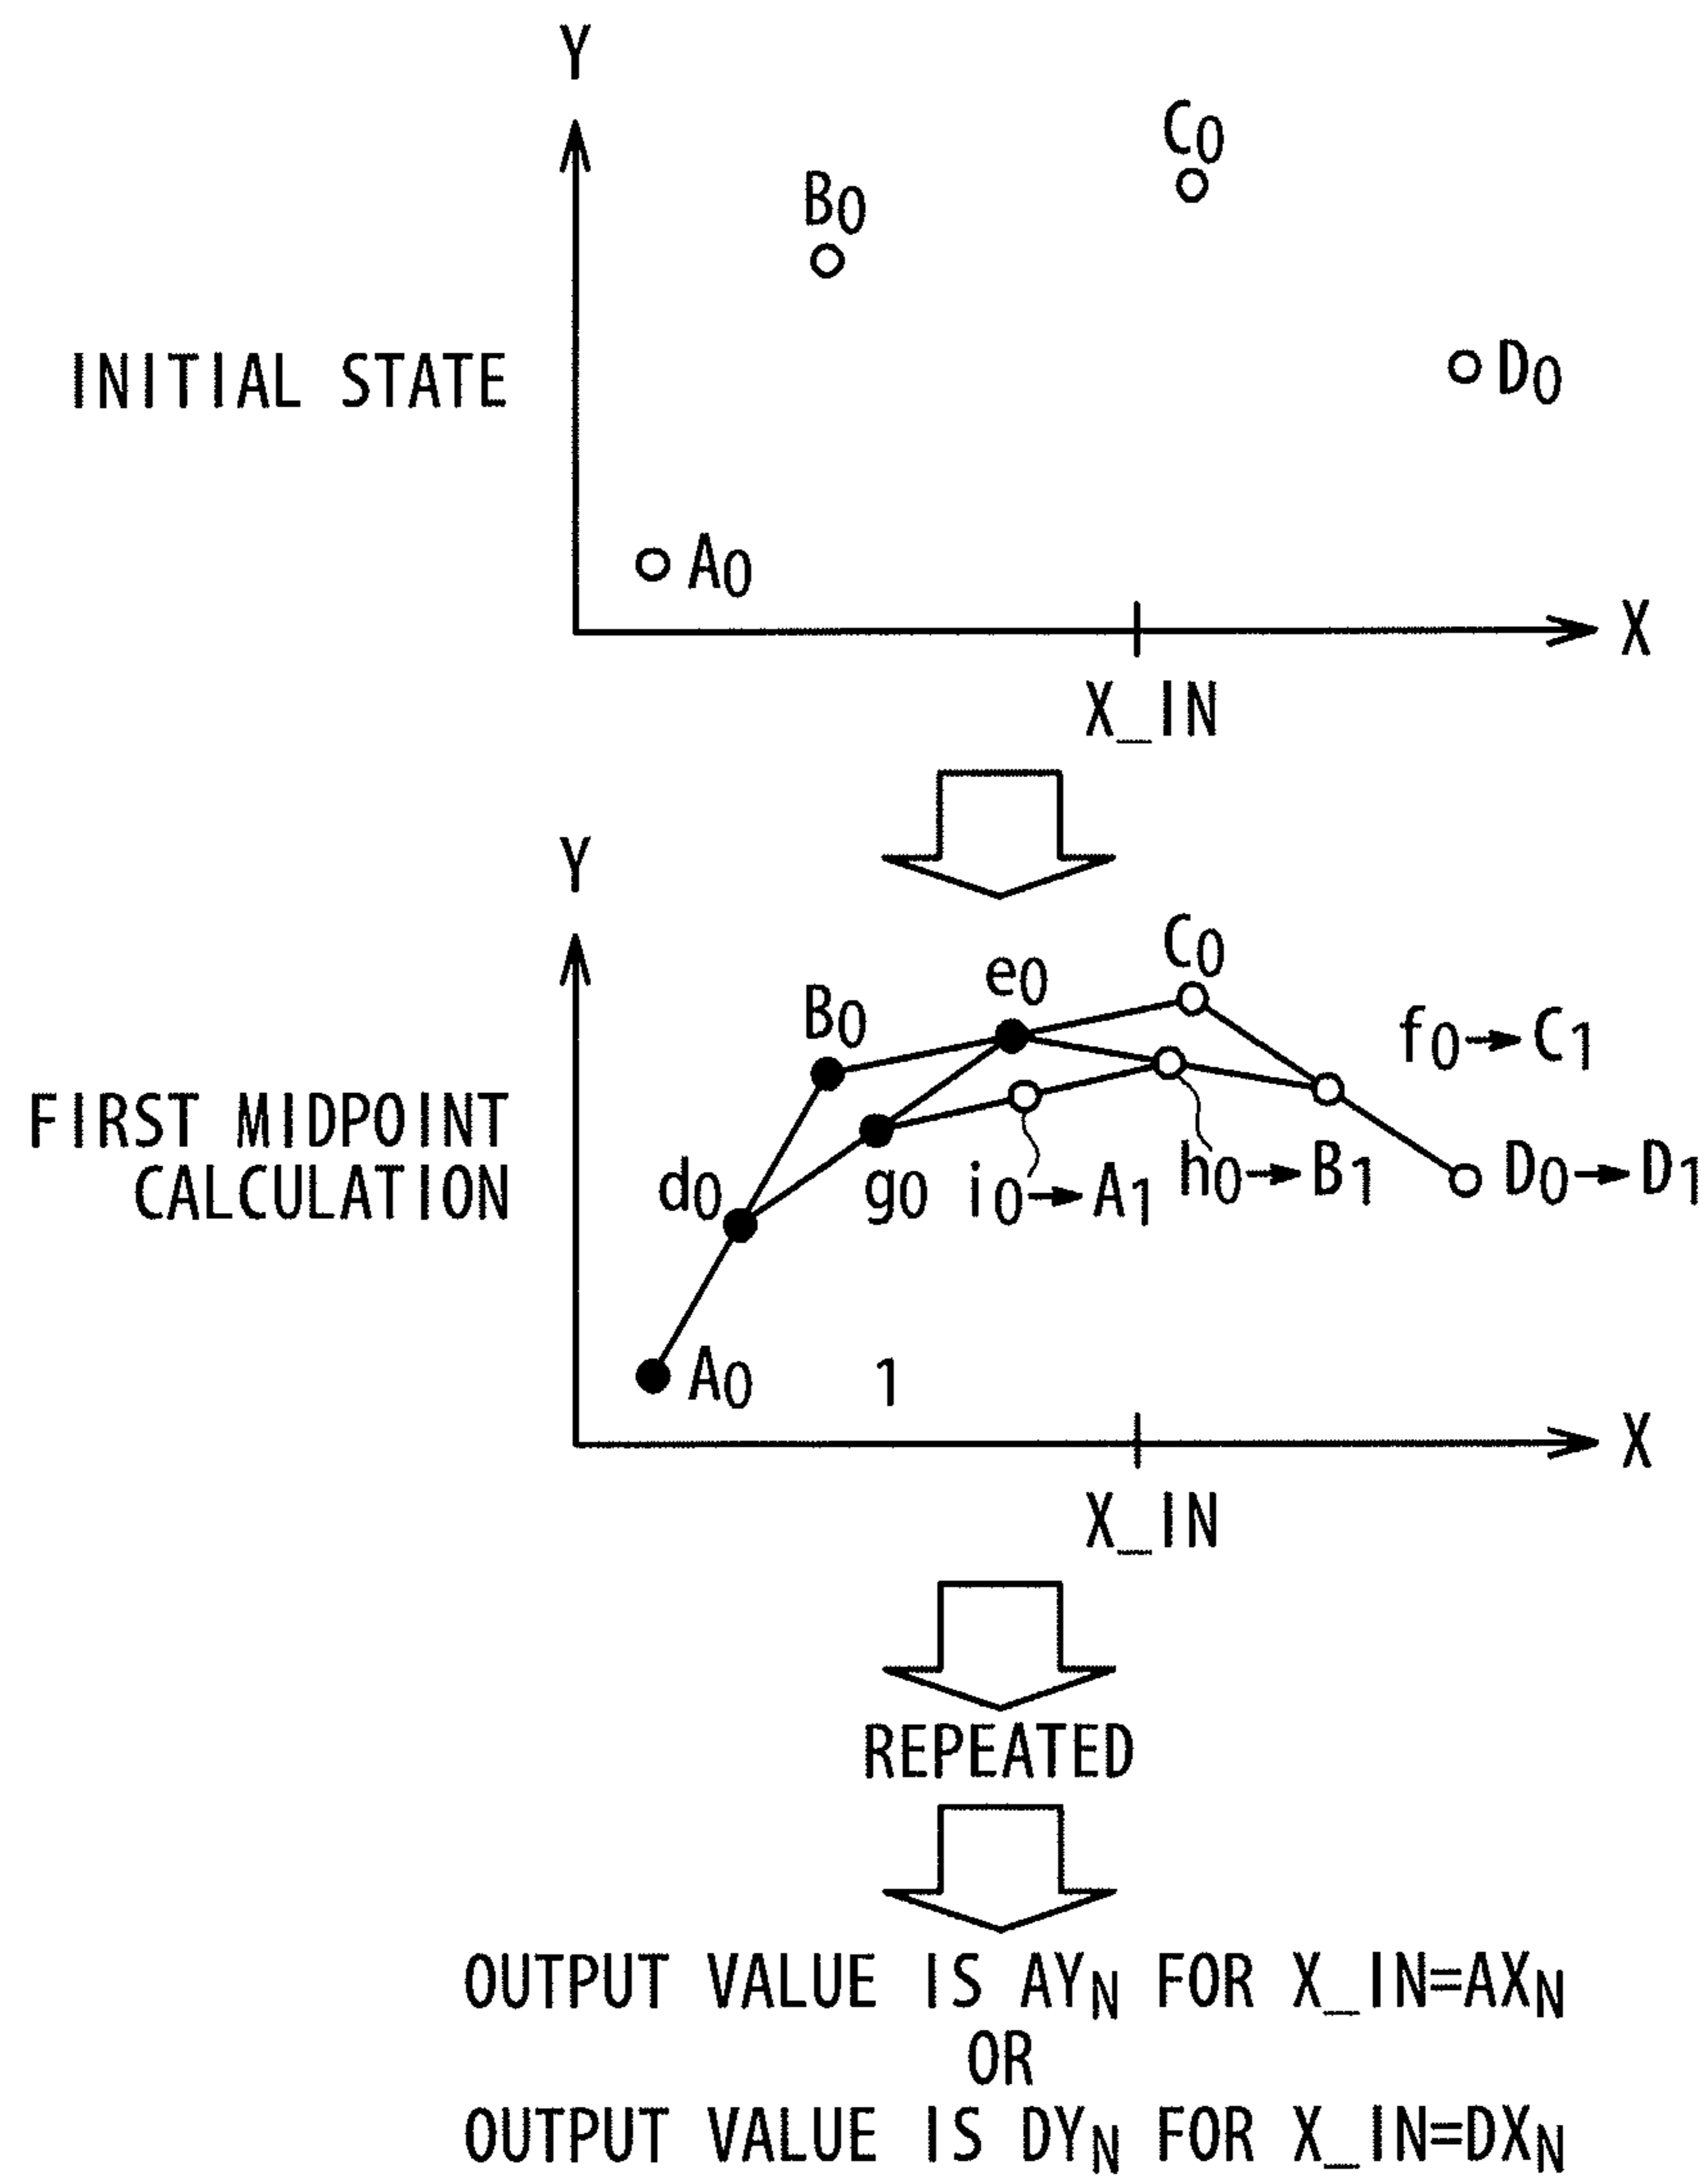 Y
C0
B0
INITIAL STATE
D0
A0
X
X_IN
Y
C0
e0
B0
f0→C1
FIRST MIDPOINT
CALCULATION
d0
g0
i0→A1
h0→B1
D0→D1
A0
1
X
X_IN
REPEATED
OUTPUT VALUE IS AYN FOR X_IN=AXN
OR
OUTPUT VALUE IS DYN FOR X_IN=DXN